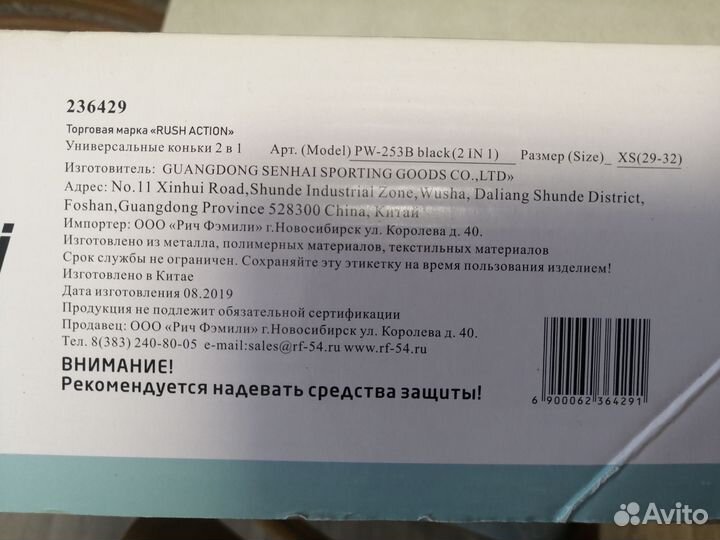 236429
Торговая марка «RUSH ACTION»
Универсальные коньки 2 в 1 Арт. (Model) PW-253B black(2 IN 1) Размер (Size)_ XS(29-32)
Изготовитель: GUANGDONG SENHAI SPORTING GOODS CO.,LTD»
Адрес: No.11 Xinhui Road,Shunde Industrial Zone,Wusha, Daliang Shunde District,
Foshan,Guangdong Province 528300 China, Китай
Импортер: ООО «Рич Фэмили» г.Новосибирск ул. Королева д. 40.
Изготовлено из металла, полимерных материалов, текстильных материалов
Срок службы не ограничен. Сохраняйте эту этикетку на время пользования изделием!
Изготовлено в Китае
Дата изготовления 08.2019
Продукция не подлежит обязательной сертификации
Продавец: ООО «Рич Фэмили» г.Новосибирск ул. Королева д. 40.
Тел. 8(383) 240-80-05 e-mail:sales@rf-54.ru www.rf-54.ru
ВНИМАНИЕ!
Рекомендуется надевать средства защиты!
6 900062 364291
Avito